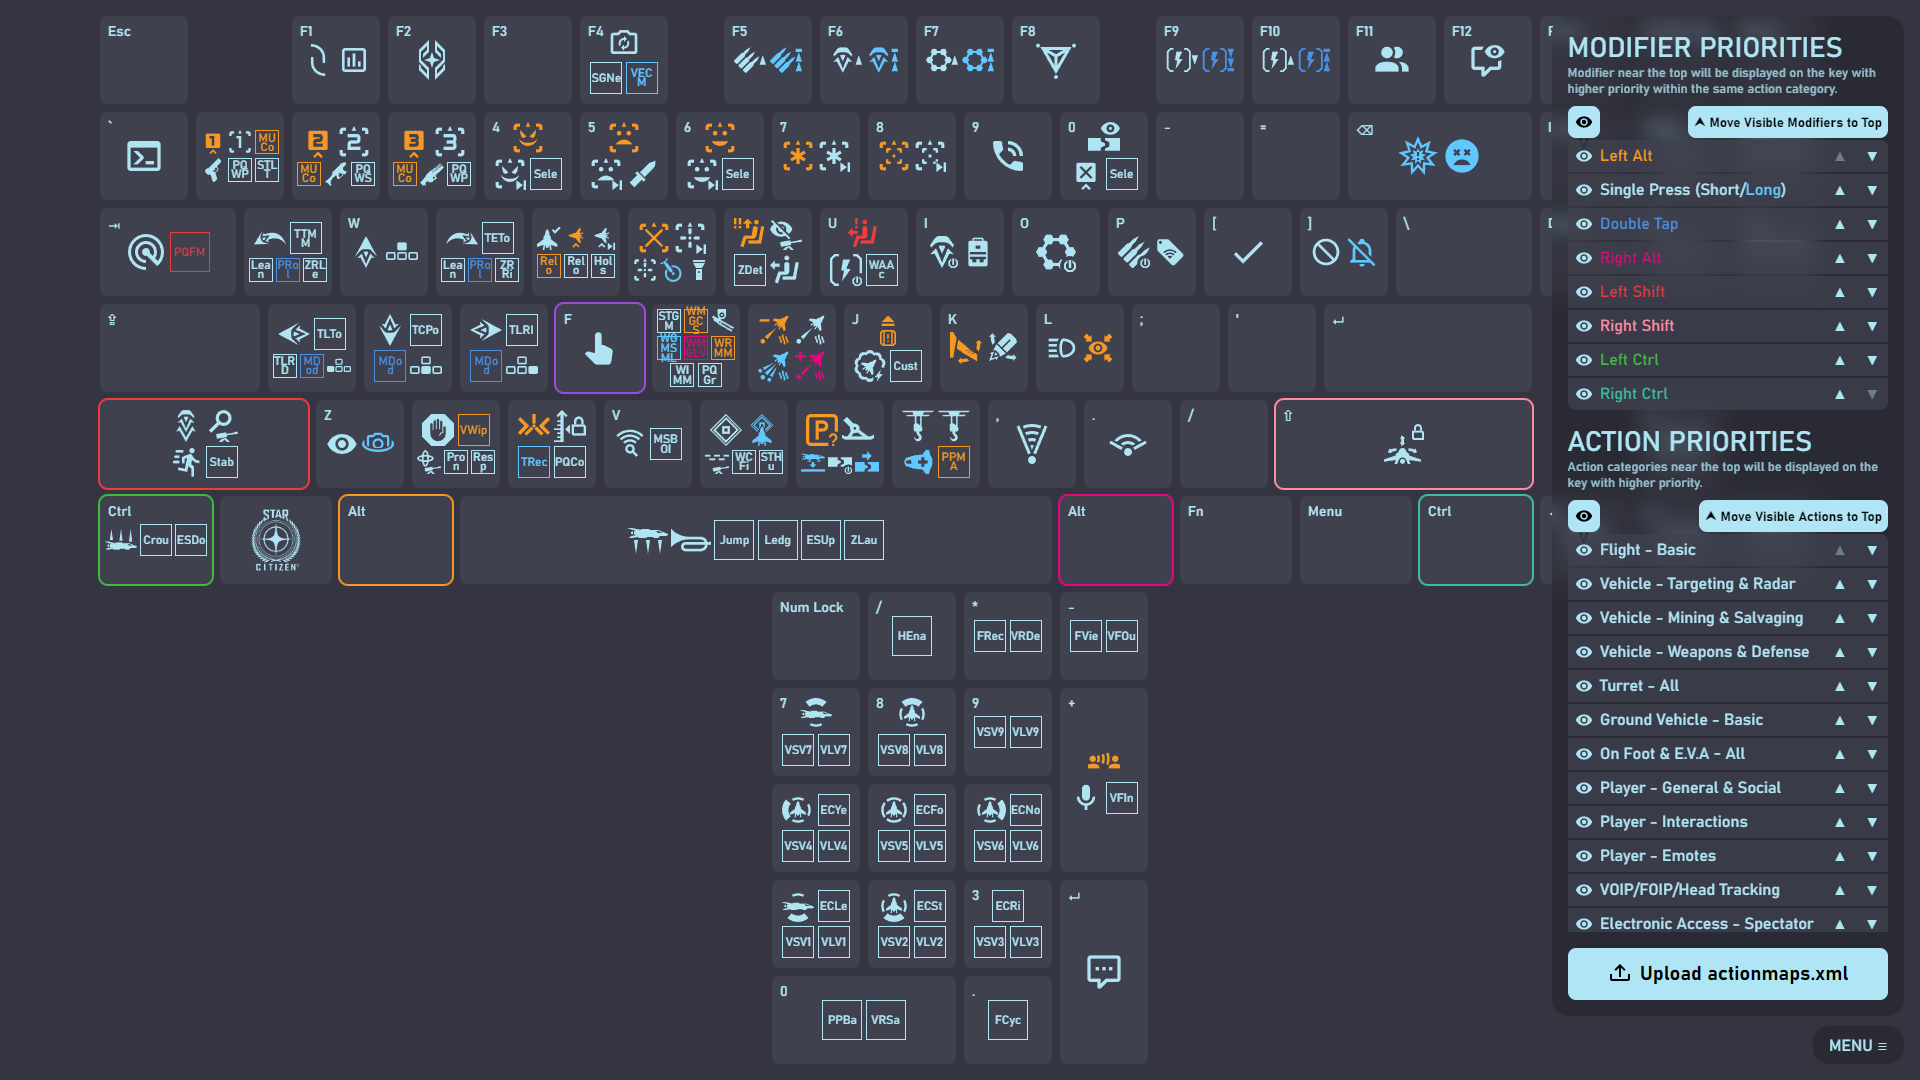 Esc
F1
F2
F3
F4
SGNe
VEC
M
F5
F6
F7
F8
F9
F10
F11
F12
`
1
MU
Co
PQ
WP
STL
T
2
2
MU
Co
PQ
WS
3
3
MU
Co
PQ
WP
4
Sele
5
6
Sele
7
8
9
0
Sele
-
=
PQFM
TTM
M
Lea
n
PRol
ZRL
e
W
TETo
Lea
n
PRol
ZR
Ri
Relo
Relo
Hols
ZDet
U
WAA
c
I
O
P
[
]
\
TLTo
TLR
D
MD
od
TCPo
MDo
d
TLRI
MDo
d
F
STG
M
WM
GC
S
WG
MS
ML
WM
GLV
WR
MM
WI
MM
PQ
Gr
J
Cust
K
L
;
'
Stab
Z
VWip
Pro
n
Res
p
TRec
PQCo
V
MSB
OI
WC
Fi
STH
u
P?
PPM
A
,
.
/
Ctrl
Crou
ESDo
STAR
CITIZEN
Alt
Jump
Ledg
ESUp
ZLau
Alt
Fn
Menu
Ctrl
Num Lock
/
HEna
*
FRec
VRDe
-
FVie
VFOu
7
VSV7
VLV7
8
VSV8
VLV8
9
VSV9
VLV9
+
VFIn
ECYe
VSV4
VLV4
ECFo
VSV5
VLV5
ECNo
VSV6
VLV6
ECLe
VSV1
VLV1
ECSt
VSV2
VLV2
3
ECRi
VSV3
VLV3
0
PPBa
VRSa
.
FCyc
MODIFIER PRIORITIES
Modifier near the top will be displayed on the key with
higher priority within the same action category.
Move Visible Modifiers to Top
Left Alt
Single Press (Short/Long)
Double Tap
Right Alt
Left Shift
Right Shift
Left Ctrl
Right Ctrl
ACTION PRIORITIES
Action categories near the top will be displayed on the
key with higher priority.
Move Visible Actions to Top
Flight - Basic
Vehicle - Targeting & Radar
Vehicle - Mining & Salvaging
Vehicle - Weapons & Defense
Turret - All
Ground Vehicle - Basic
On Foot & E.V.A - All
Player - General & Social
Player - Interactions
Player - Emotes
VOIP/FOIP/Head Tracking
Electronic Access - Spectator
Upload actionmaps.xml
MENU